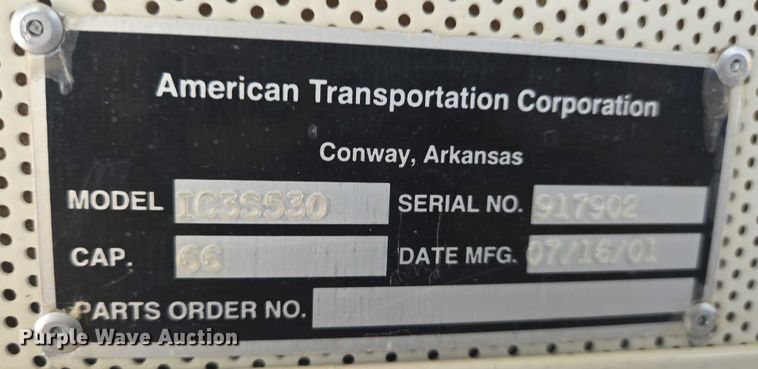 American Transportation Corporation
Conway, Arkansas
MODEL IC3S530 SERIAL NO. 917902
CAP. 66 DATE MFG. 07/16/01
PARTS ORDER NO.
Purple Wave Auction